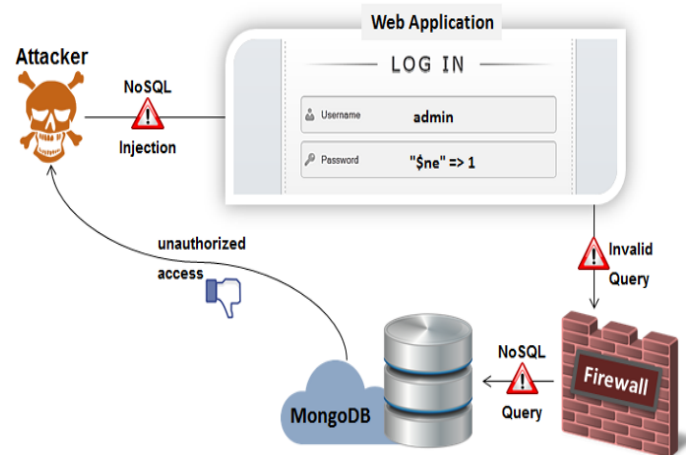 Web Application
Attacker
LOG IN
NoSQL
Injection
Username
admin
Password
"$ne" => 1
unauthorized
access
Invalid
Query
NoSQL
Query
Firewall
MongoDB